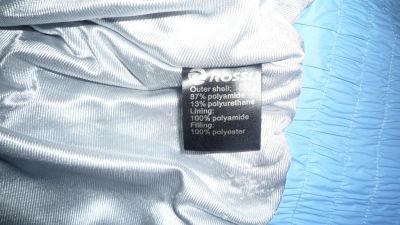 ROSSI
Outer shell:
87% polyamide
13% polyurethane
Lining:
100% polyamide
Filling:
100% polyester